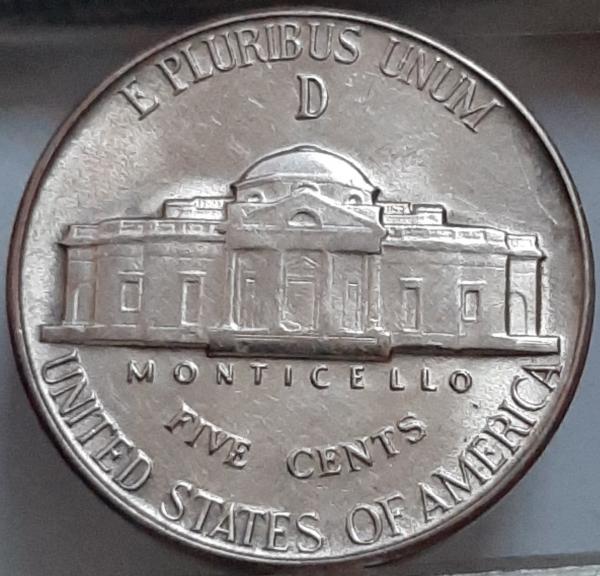 E PLURIBUS UNUM
D
MONTICELLO
FIVE CENTS
UNITED STATES OF AMERICA